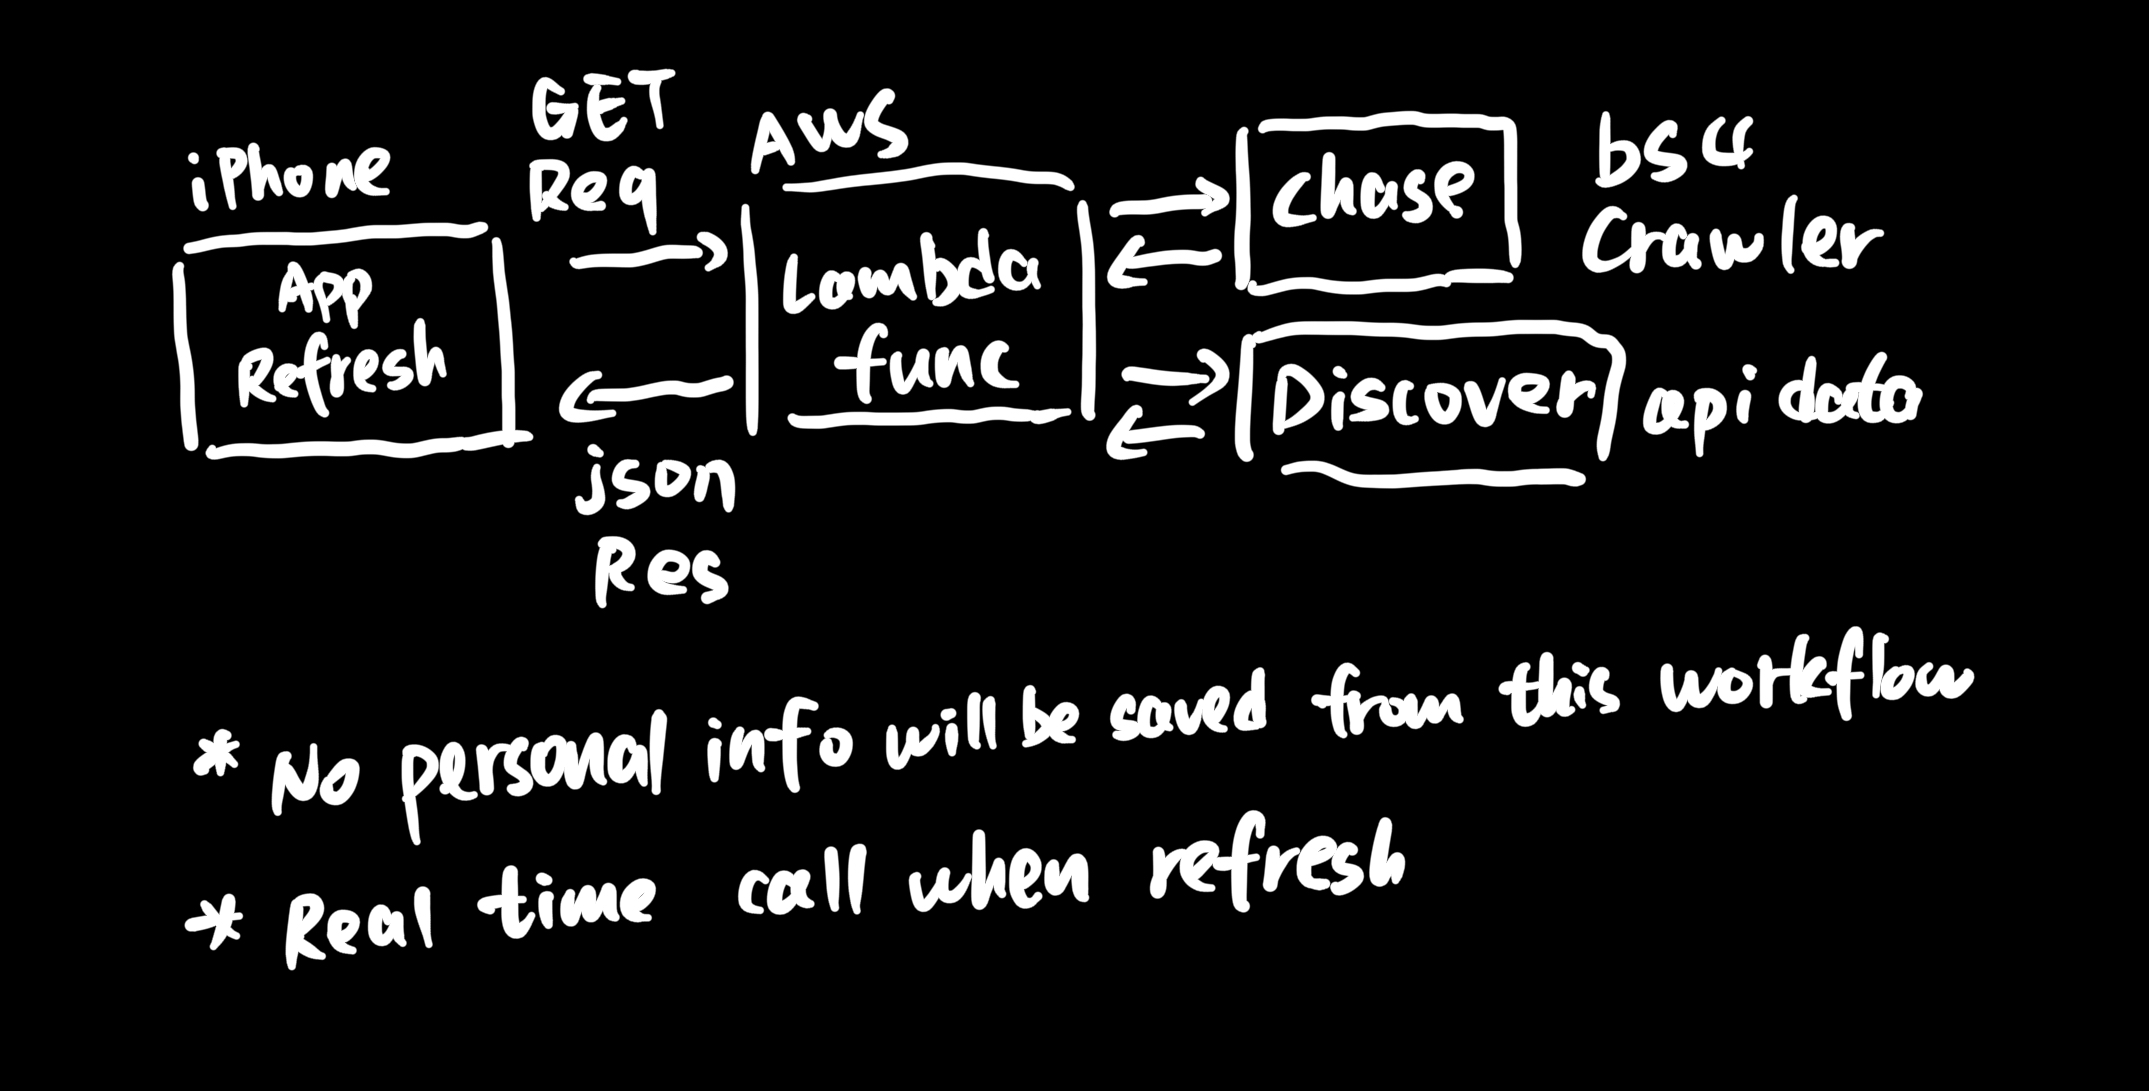 iPhone
App
Refresh
GET
Req
json
Res
AWS
Lambda
func
Chase
bs4
Crawler
Discover
api data
* No personal info will be saved from this workflow
* Real time call when refresh